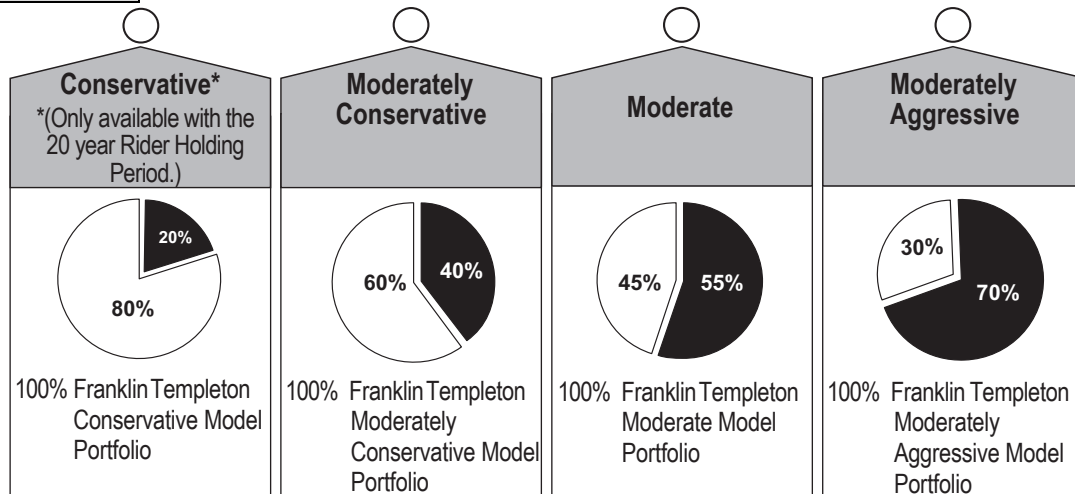 Conservative*
*(Only available with the
20 year Rider Holding
Period.)
20%
80%
100% Franklin Templeton
Conservative Model
Portfolio
Moderately
Conservative
40%
60%
100% Franklin Templeton
Moderately
Conservative Model
Portfolio
Moderate
45%
55%
100% Franklin Templeton
Moderate Model
Portfolio
Moderately
Aggressive
30%
70%
100% Franklin Templeton
Moderately
Aggressive Model
Portfolio